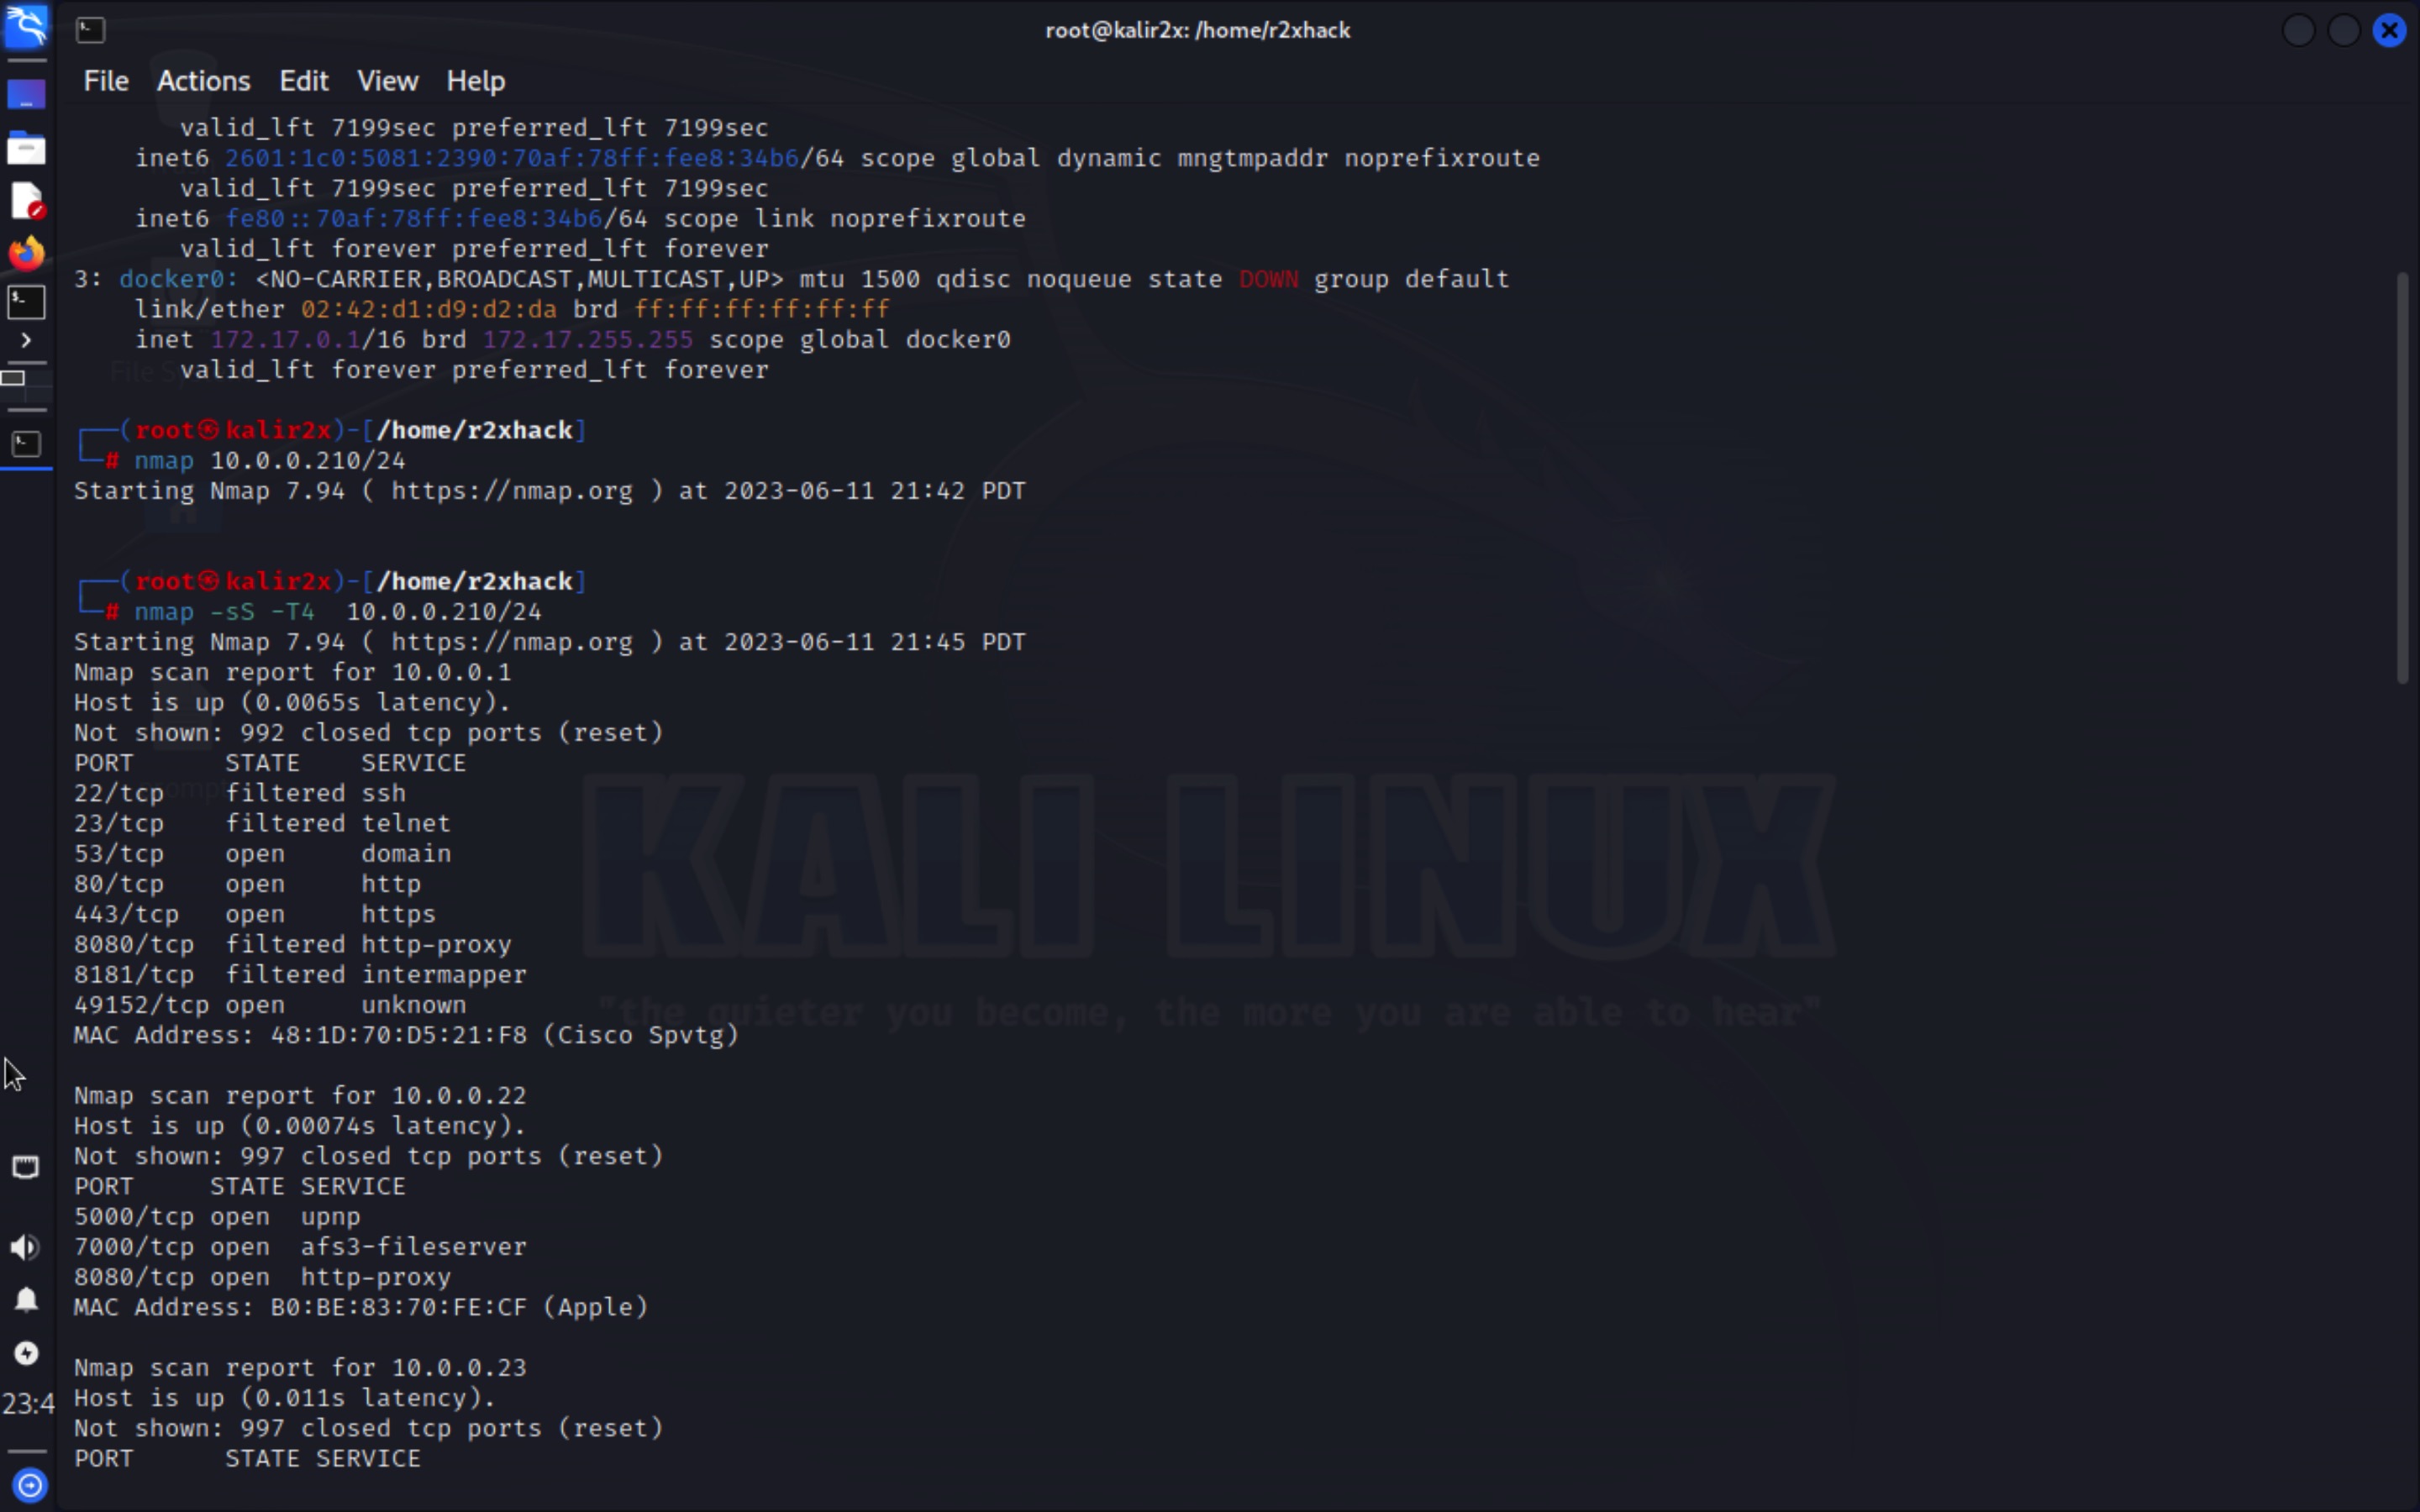 root@kalir2x: /home/r2xhack
File Actions Edit View Help
valid_lft 7199sec preferred_lft 7199sec
inet6 2601:1c0:5081:2390:70af:78ff:fee8:34b6/64 scope global dynamic mngtmpaddr noprefixroute
valid_lft 7199sec preferred_lft 7199sec
inet6 fe80::70af:78ff:fee8:34b6/64 scope link noprefixroute
valid_lft forever preferred_lft forever
3: docker0: <NO-CARRIER,BROADCAST,MULTICAST,UP> mtu 1500 qdisc noqueue state DOWN group default
link/ether 02:42:d1:d9:d2:da brd ff:ff:ff:ff:ff:ff
inet 172.17.0.1/16 brd 172.17.255.255 scope global docker0
valid_lft forever preferred_lft forever
┌──(root㉿kalir2x)-[/home/r2xhack]
└─# nmap 10.0.0.210/24
Starting Nmap 7.94 ( https://nmap.org ) at 2023-06-11 21:42 PDT
┌──(root㉿kalir2x)-[/home/r2xhack]
└─# nmap -sS -T4  10.0.0.210/24
Starting Nmap 7.94 ( https://nmap.org ) at 2023-06-11 21:45 PDT
Nmap scan report for 10.0.0.1
Host is up (0.0065s latency).
Not shown: 992 closed tcp ports (reset)
PORT      STATE    SERVICE
22/tcp    filtered ssh
23/tcp    filtered telnet
53/tcp    open     domain
80/tcp    open     http
443/tcp   open     https
8080/tcp  filtered http-proxy
8181/tcp  filtered intermapper
49152/tcp open     unknown
MAC Address: 48:1D:70:D5:21:F8 (Cisco Spvtg)
KALI LINUX
"the quieter you become, the more you are able to hear"
Nmap scan report for 10.0.0.22
Host is up (0.00074s latency).
Not shown: 997 closed tcp ports (reset)
PORT     STATE SERVICE
5000/tcp open  upnp
7000/tcp open  afs3-fileserver
8080/tcp open  http-proxy
MAC Address: B0:BE:83:70:FE:CF (Apple)
Nmap scan report for 10.0.0.23
Host is up (0.011s latency).
Not shown: 997 closed tcp ports (reset)
PORT      STATE SERVICE
23:4